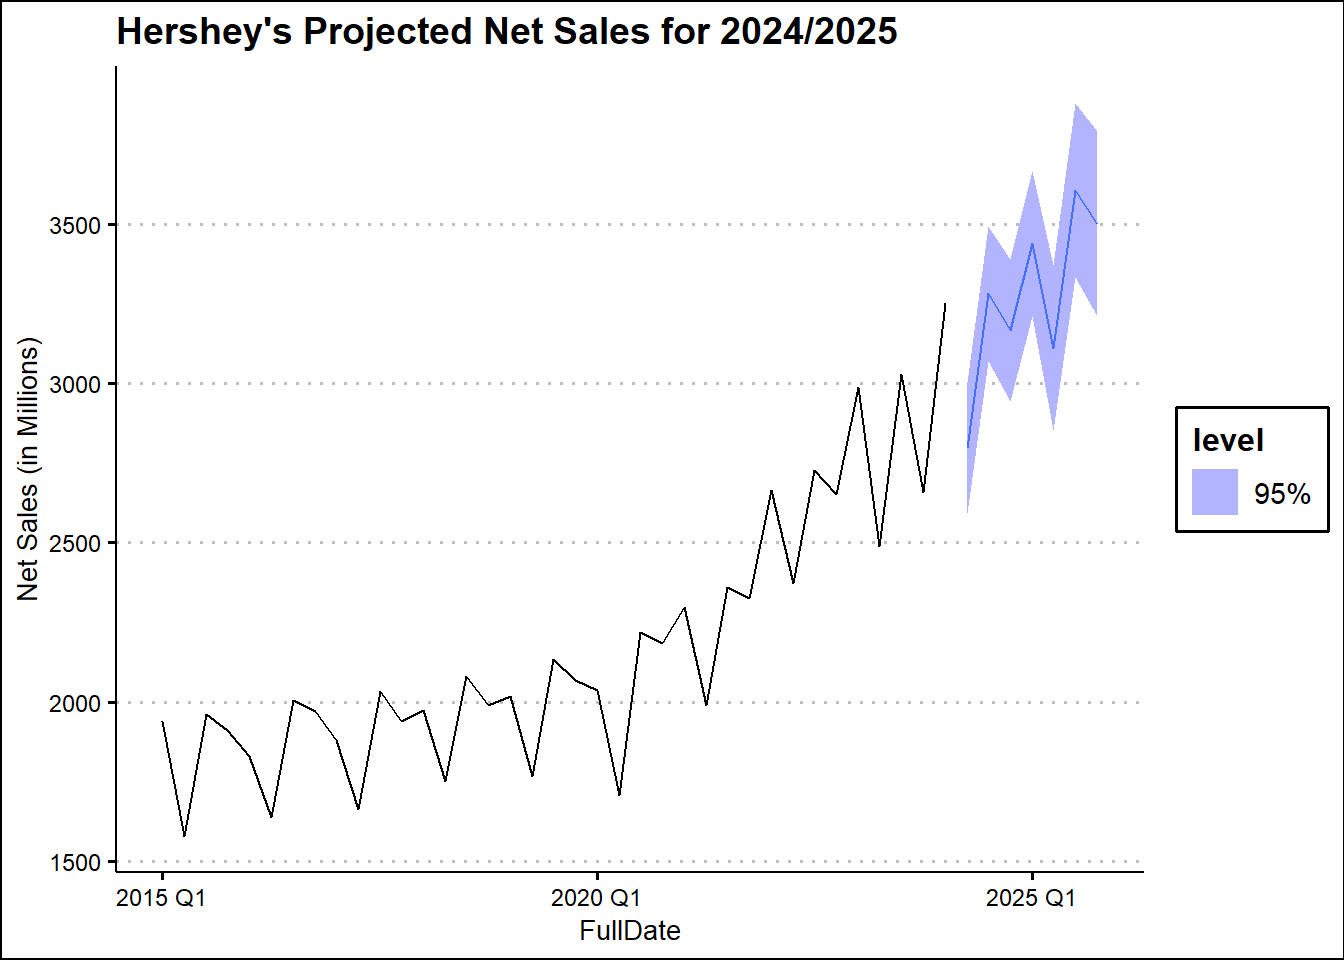 Hershey's Projected Net Sales for 2024/2025
Net Sales (in Millions)
3500
3000
2500
2000
1500
2015 Q1
2020 Q1
2025 Q1
FullDate
level
95%